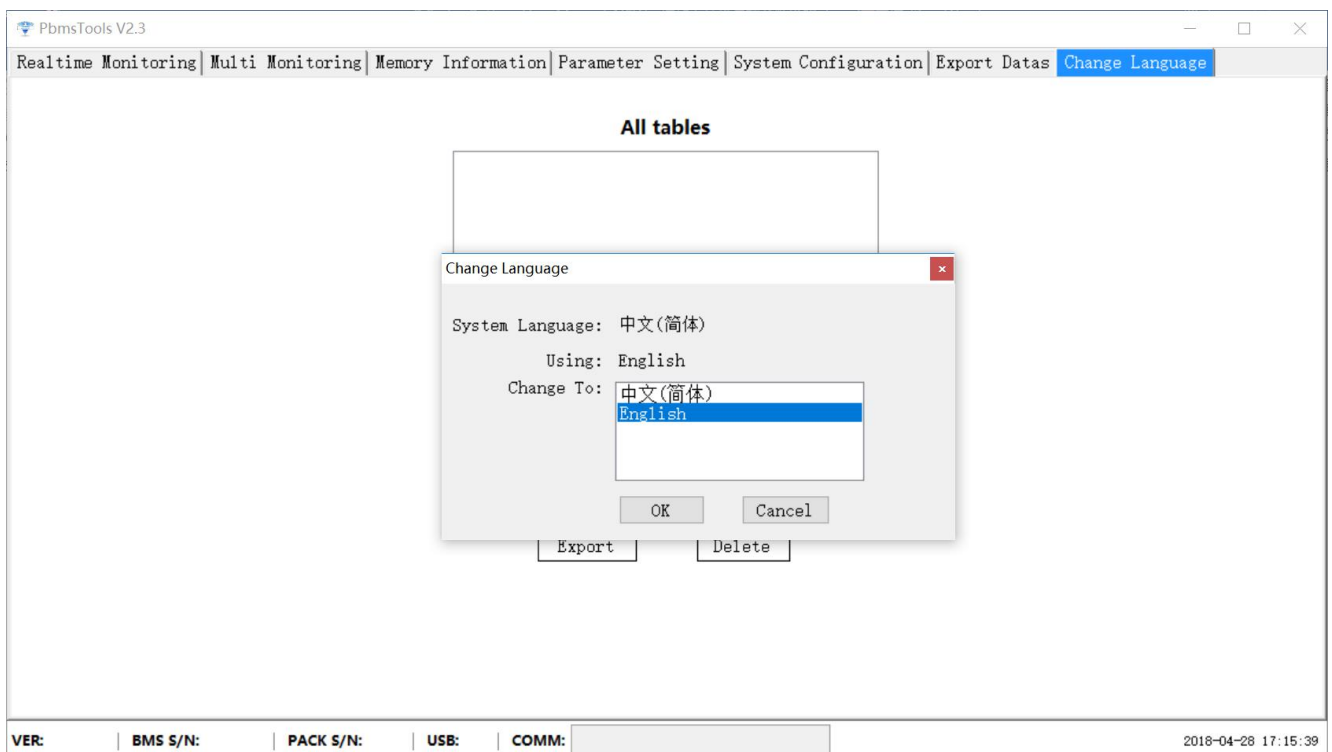 PbmsTools V2.3
Realtime Monitoring Multi Monitoring Memory Information Parameter Setting System Configuration Export Datas Change Language
All tables
Change Language
System Language: 中文(简体)
Using: English
Change To: 中文(简体)
English
OK Cancel
Export Delete
VER: BMS S/N: PACK S/N: USB: COMM: 2018-04-28 17:15:39